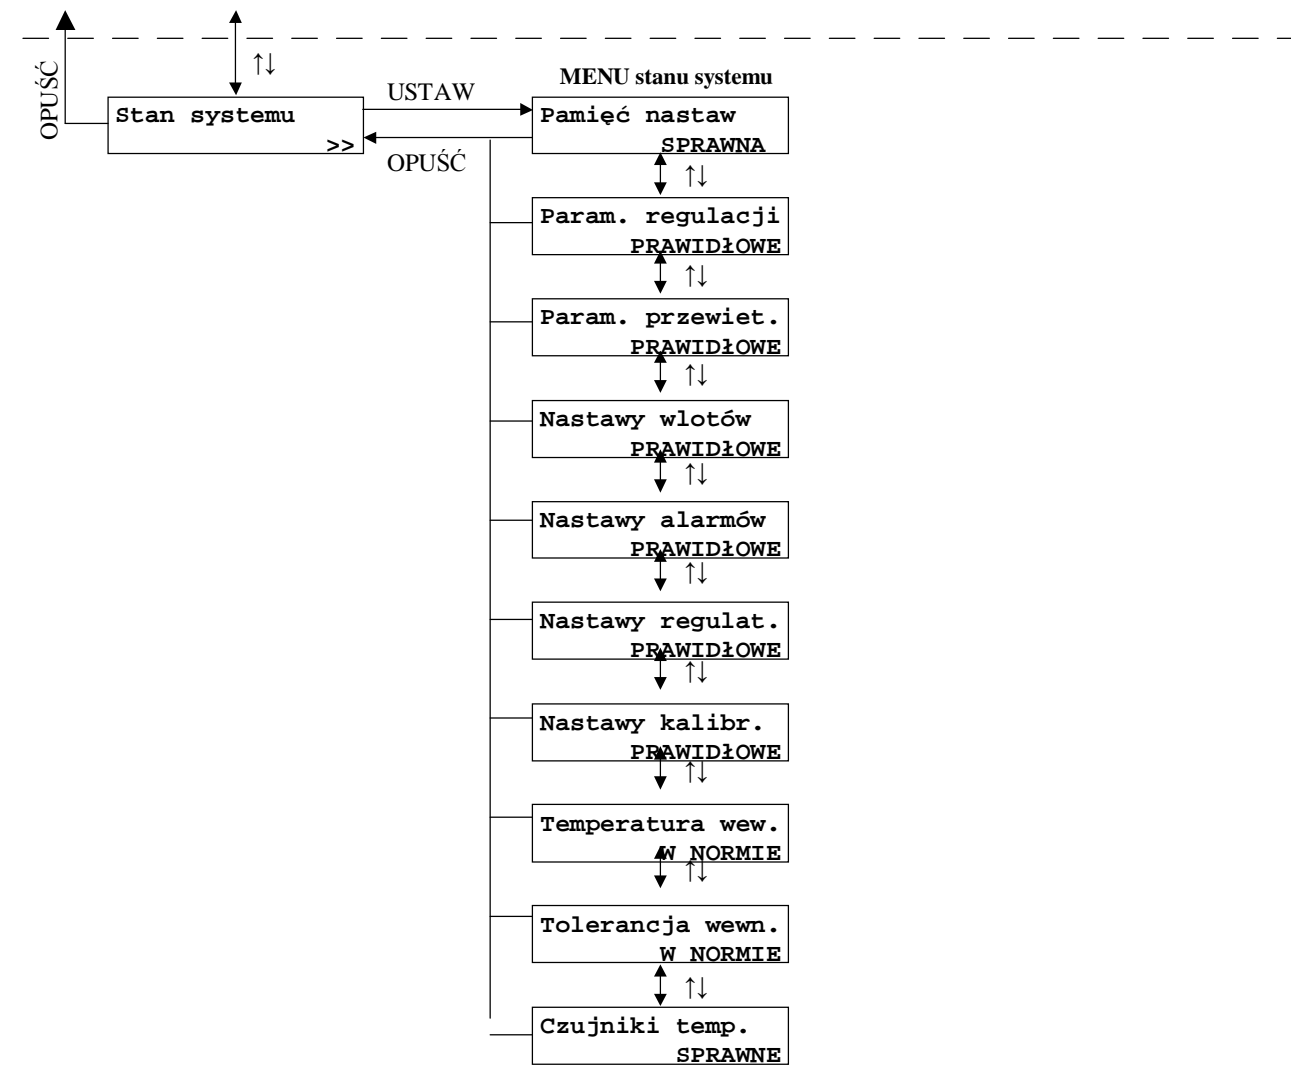 OPUŚĆ
↑↓
MENU stanu systemu
USTAW
Stan systemu
>>
OPUŚĆ
Pamięć nastaw
SPRAWNA
↑↓
Param. regulacji
PRAWIDŁOWE
↑↓
Param. przewiet.
PRAWIDŁOWE
↑↓
Nastawy wlotów
PRAWIDŁOWE
↑↓
Nastawy alarmów
PRAWIDŁOWE
↑↓
Nastawy regulat.
PRAWIDŁOWE
↑↓
Nastawy kalibr.
PRAWIDŁOWE
↑↓
Temperatura wew.
W NORMIE
↑↓
Tolerancja wewn.
W NORMIE
↑↓
Czujniki temp.
SPRAWNE